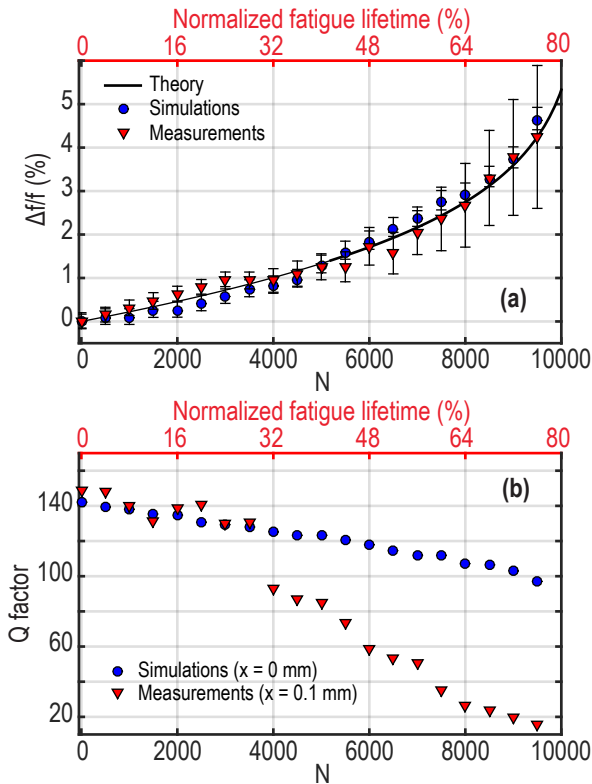 Normalized fatigue lifetime (%)
0 16 32 48 64 80
Theory
Simulations
Measurements
Δf/f (%)
5
4
3
2
1
0
(a)
0 2000 4000 6000 8000 10000
N
Normalized fatigue lifetime (%)
0 16 32 48 64 80
(b)
Q factor
140
100
60
20
Simulations (x = 0 mm)
Measurements (x = 0.1 mm)
0 2000 4000 6000 8000 10000
N